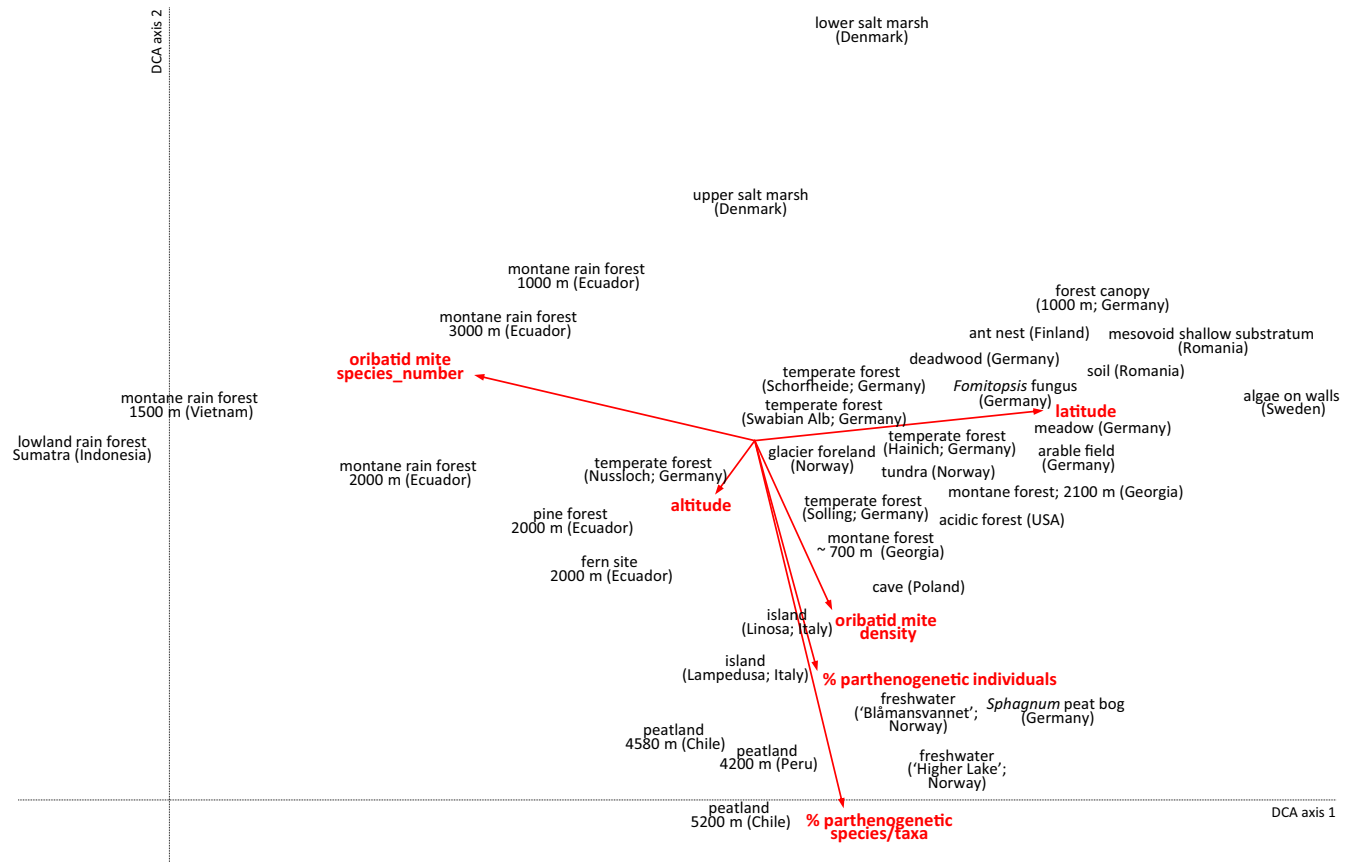 DCA axis 2
lower salt marsh
(Denmark)
upper salt marsh
(Denmark)
montane rain forest
1000 m (Ecuador)
montane rain forest
3000 m (Ecuador)
forest canopy
(1000 m; Germany)
ant nest (Finland)
mesovoid shallow substratum
(Romania)
oribatid mite
species_number
deadwood (Germany)
temperate forest
(Schorfheide; Germany)
soil (Romania)
Fomitopsis fungus
(Germany)
montane rain forest
1500 m (Vietnam)
algae on walls
(Sweden)
temperate forest
(Swabian Alb; Germany)
latitude
meadow (Germany)
lowland rain forest
Sumatra (Indonesia)
temperate forest
(Hainich; Germany)
arable field
(Germany)
glacier foreland
(Norway)
montane rain forest
2000 m (Ecuador)
temperate forest
(Nussloch; Germany)
tundra (Norway)
montane forest; 2100 m (Georgia)
altitude
temperate forest
(Solling; Germany)
pine forest
2000 m (Ecuador)
acidic forest (USA)
montane forest
~ 700 m (Georgia)
fern site
2000 m (Ecuador)
cave (Poland)
island
(Linosa; Italy)
oribatid mite
density
island
(Lampedusa; Italy)
% parthenogenetic individuals
freshwater
(‘Blåmansvannet’;
Norway)
Sphagnum peat bog
(Germany)
peatland
4580 m (Chile)
peatland
4200 m (Peru)
freshwater
(‘Higher Lake’;
Norway)
peatland
5200 m (Chile)
% parthenogenetic
species/taxa
DCA axis 1